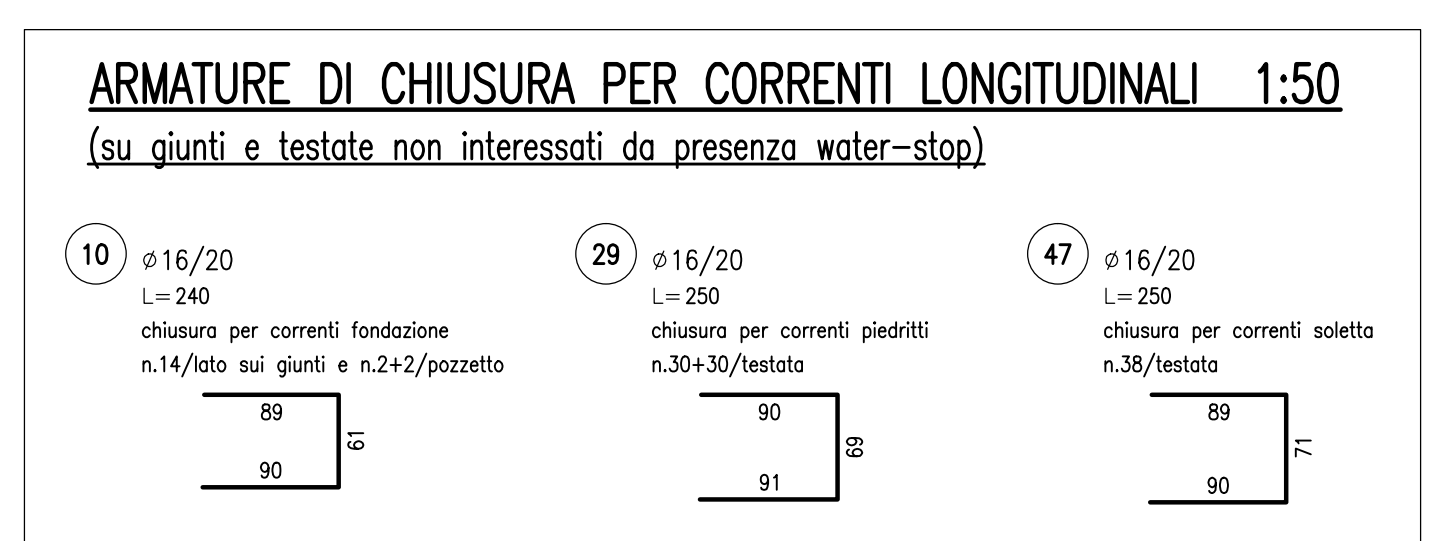 ARMATURE DI CHIUSURA PER CORRENTI LONGITUDINALI 1:50
(su giunti e testate non interessati da presenza water-stop)
10
⌀16/20
L=240
chiusura per correnti fondazione
n.14/lato sui giunti e n.2+2/pozzetto
89
61
90
29
⌀16/20
L=250
chiusura per correnti piedritti
n.30+30/testata
90
69
91
47
⌀16/20
L=250
chiusura per correnti soletta
n.38/testata
89
71
90